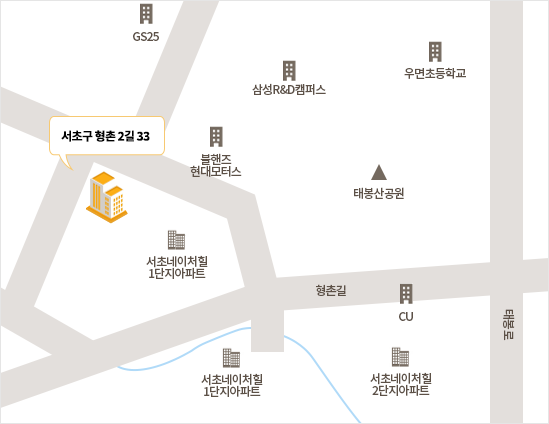 GS25
우면초등학교
삼성R&D캠퍼스
서초구 형촌 2길 33
불핸즈
현대모터스
태봉산공원
서초네이처힐
1단지아파트
형촌길
CU
태봉로
서초네이처힐
1단지아파트
서초네이처힐
2단지아파트